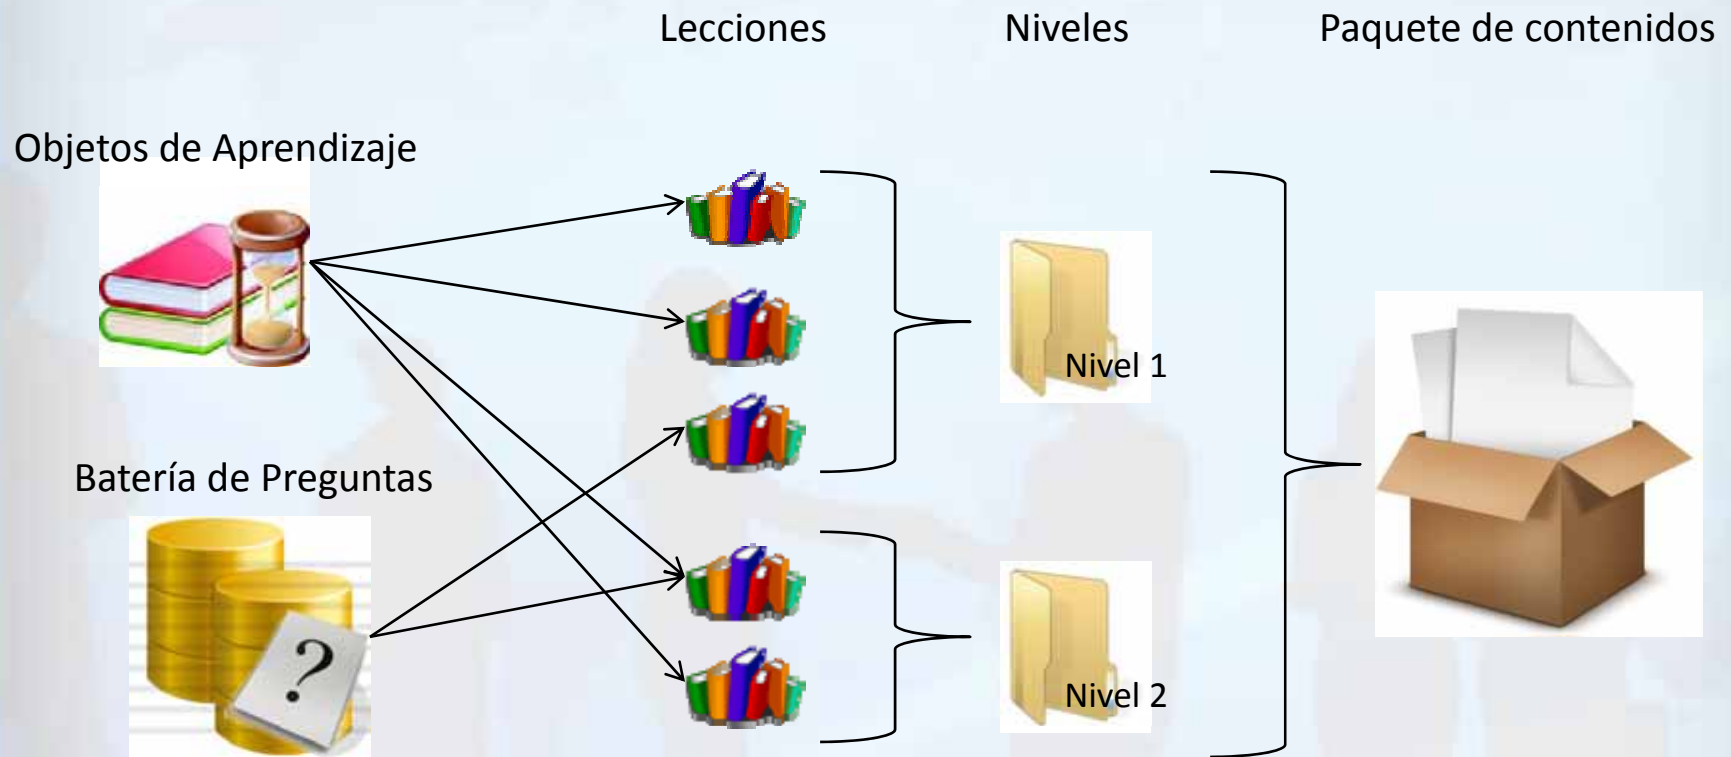 Lecciones
Niveles
Paquete de contenidos
Objetos de Aprendizaje
Nivel 1
Batería de Preguntas
?
Nivel 2